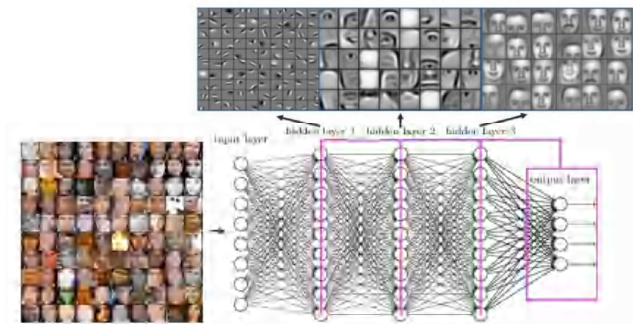 hidden layer 1 hidden layer 2 hidden layer 3
input layer
output layer